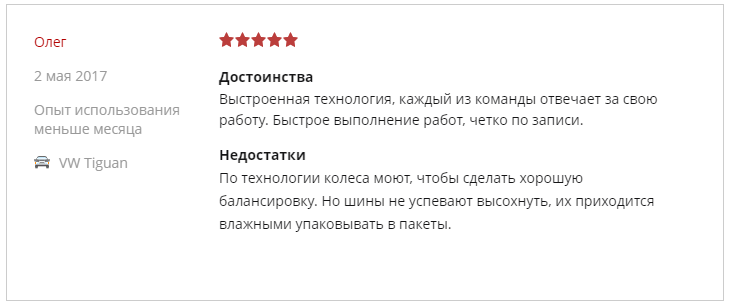 Олег
2 мая 2017
Опыт использования
меньше месяца
VW Tiguan
Достоинства
Выстроенная технология, каждый из команды отвечает за свою
работу. Быстрое выполнение работ, четко по записи.
Недостатки
По технологии колеса моют, чтобы сделать хорошую
балансировку. Но шины не успевают высохнуть, их приходится
влажными упаковывать в пакеты.